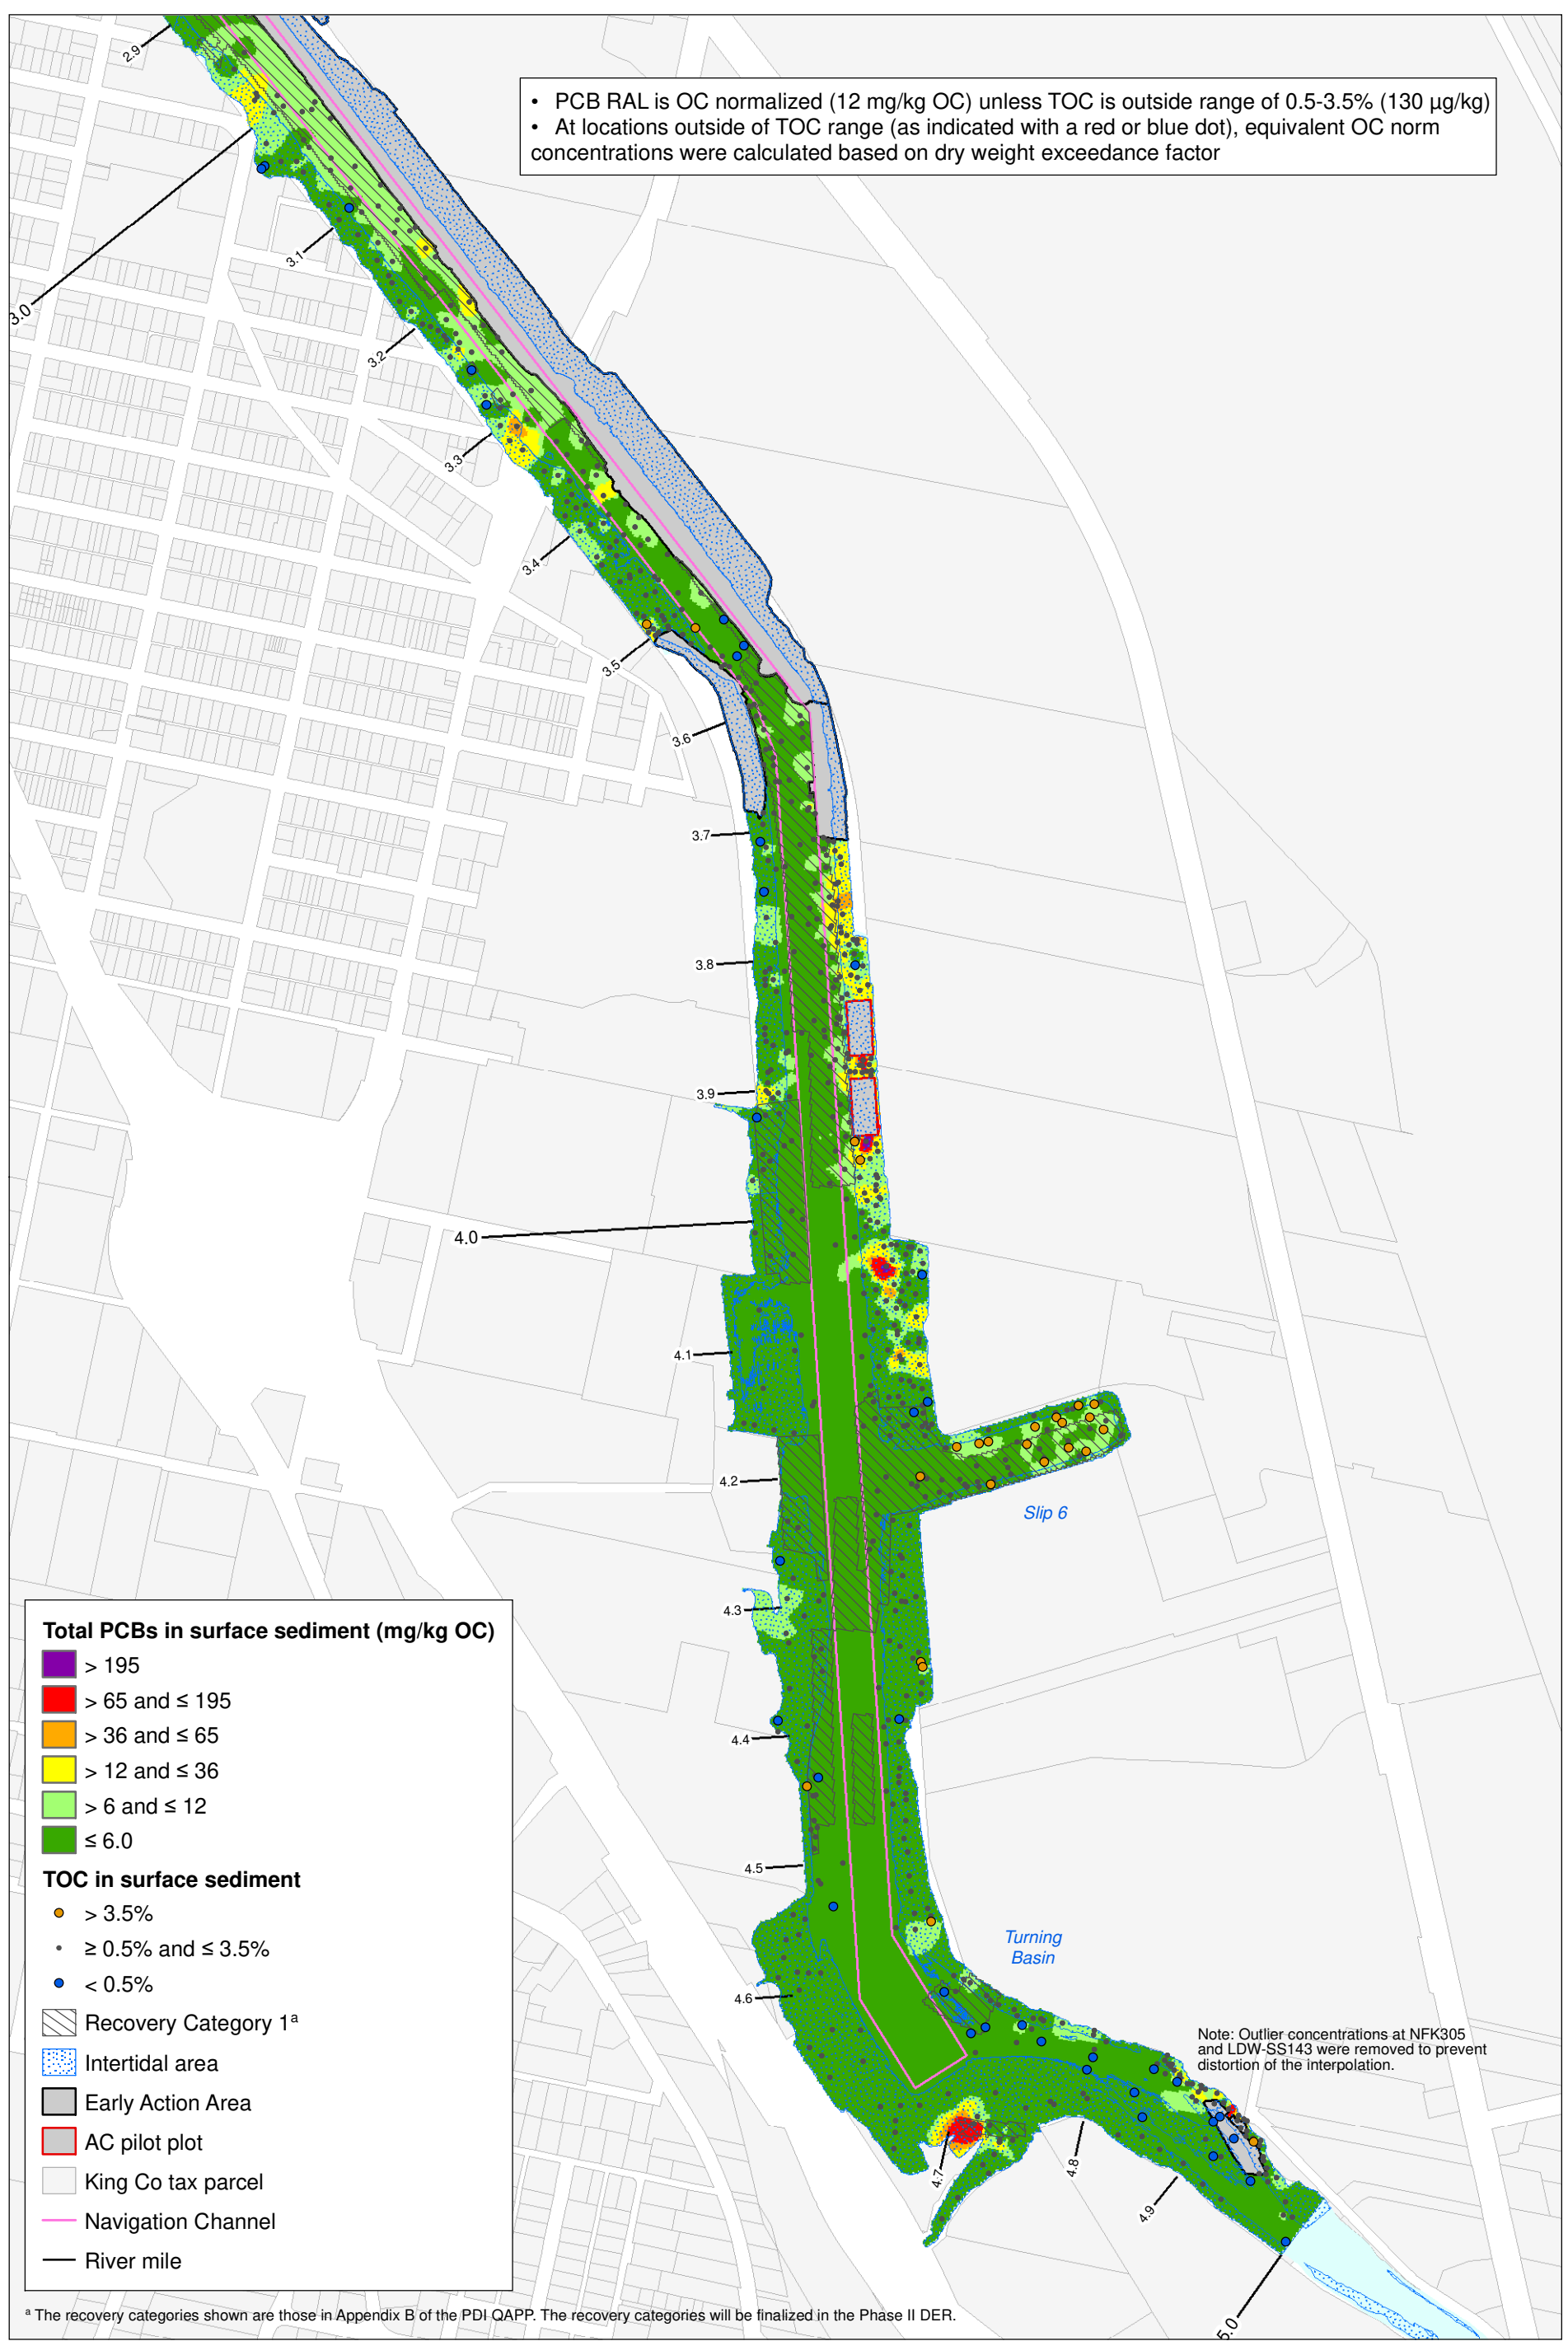 • PCB RAL is OC normalized (12 mg/kg OC) unless TOC is outside range of 0.5-3.5% (130 µg/kg)
• At locations outside of TOC range (as indicated with a red or blue dot), equivalent OC norm
concentrations were calculated based on dry weight exceedance factor
2.9
3.0
3.1
3.2
3.3
3.4
3.5
3.6
3.7
3.8
3.9
4.0
4.1
4.2
Slip 6
4.3
4.4
4.5
Turning
Basin
4.6
Note: Outlier concentrations at NFK305
and LDW-SS143 were removed to prevent
distortion of the interpolation.
4.7
4.8
4.9
5.0
Total PCBs in surface sediment (mg/kg OC)
> 195
> 65 and ≤ 195
> 36 and ≤ 65
> 12 and ≤ 36
> 6 and ≤ 12
≤ 6.0
TOC in surface sediment
> 3.5%
≥ 0.5% and ≤ 3.5%
< 0.5%
Recovery Category 1ᵃ
Intertidal area
Early Action Area
AC pilot plot
King Co tax parcel
Navigation Channel
River mile
ᵃ The recovery categories shown are those in Appendix B of the PDI QAPP. The recovery categories will be finalized in the Phase II DER.